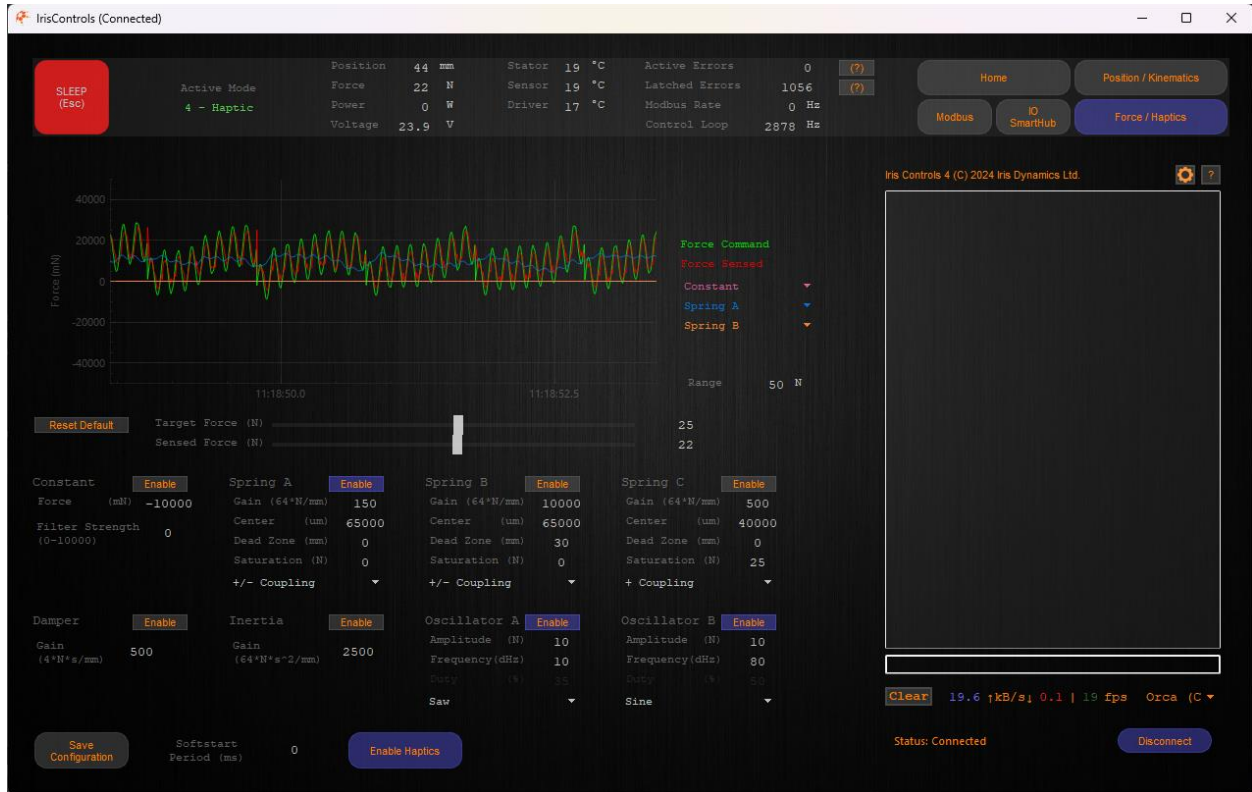 IrisControls (Connected)
SLEEP
(Esc)
Active Mode
4 - Haptic
Position 44 mm
Force 22 N
Power 0 W
Voltage 23.9 V
Stator 19 °C
Sensor 19 °C
Driver 17 °C
Active Errors 0 (?)
Latched Errors 1056 (?)
Modbus Rate 0 Hz
Control Loop 2878 Hz
Home
Position / Kinematics
Modbus
IO
SmartHub
Force / Haptics
Iris Controls 4 (C) 2024 Iris Dynamics Ltd.
?
Force(mN)
40000
20000
0
-20000
-40000
11:18:50.0
11:18:52.5
Force Command
Force Sensed
Constant
Spring A
Spring B
Range 50 N
Reset Default
Target Force (N) 25
Sensed Force (N) 22
Constant Enable
Force (mN) -10000
Filter Strength
(0-10000) 0
Spring A Enable
Gain (64*N/mm) 150
Center (um) 65000
Dead Zone (mm) 0
Saturation (N) 0
+/- Coupling
Spring B Enable
Gain (64*N/mm) 10000
Center (um) 65000
Dead Zone (mm) 30
Saturation (N) 0
+/- Coupling
Spring C Enable
Gain (64*N/mm) 500
Center (um) 40000
Dead Zone (mm) 0
Saturation (N) 25
+ Coupling
Damper Enable
Gain
(4*N*s/mm) 500
Inertia Enable
Gain
(64*N*s^2/mm) 2500
Oscillator A Enable
Amplitude (N) 10
Frequency(dHz) 10
Duty (%) 35
Saw
Oscillator B Enable
Amplitude (N) 10
Frequency(dHz) 80
Duty (%) 50
Sine
Save
Configuration
Softstart
Period (ms) 0
Enable Haptics
Clear 19.6 ↑kB/s↓ 0.1 | 19 fps Orca (C
Status: Connected
Disconnect